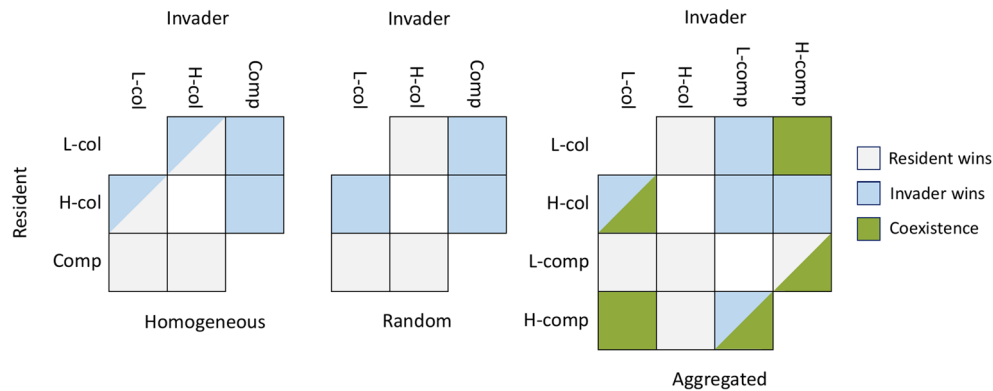 Invader
Invader
Invader
L-col
H-col
Comp
L-col
H-col
Comp
L-col
H-col
L-comp
H-comp
Resident
L-col
H-col
Comp
L-col
H-col
L-comp
H-comp
Resident wins
Invader wins
Coexistence
Homogeneous
Random
Aggregated